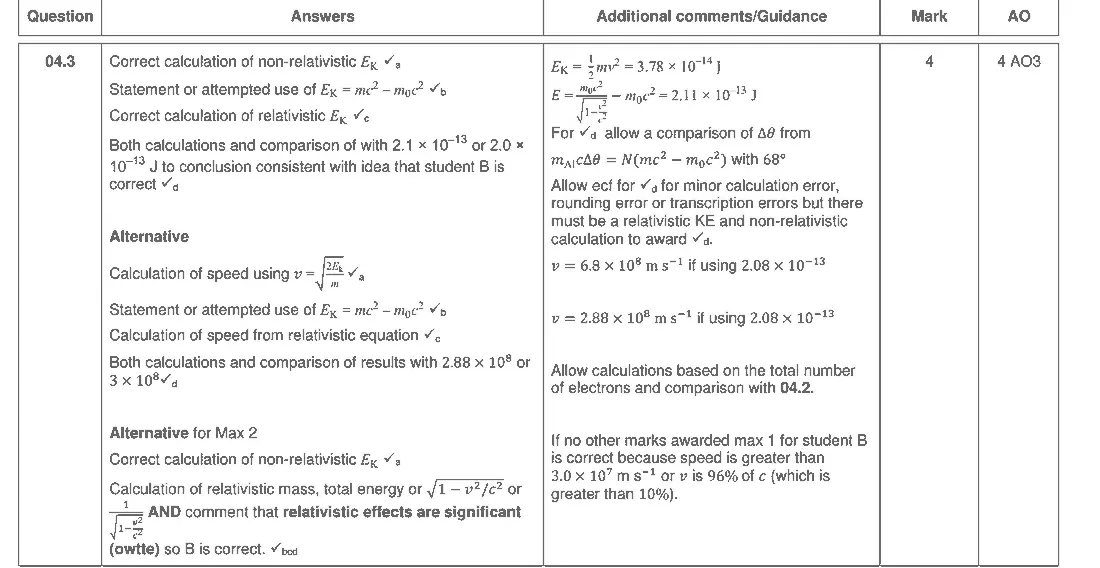 Question Answers Additional comments/Guidance Mark AO
04.3
Correct calculation of non-relativistic Eₖ ✓ₐ
Statement or attempted use of Eₖ = mc² – m₀c² ✓b
Correct calculation of relativistic Eₖ ✓c
Both calculations and comparison of with 2.1 × 10⁻¹³ or 2.0 ×
10⁻¹³ J to conclusion consistent with idea that student B is
correct ✓d
Alternative
Calculation of speed using v = √(2Eₖ/m) ✓ₐ
Statement or attempted use of Eₖ = mc² – m₀c² ✓b
Calculation of speed from relativistic equation ✓c
Both calculations and comparison of results with 2.88 × 10⁸ or
3 × 10⁸✓d
Alternative for Max 2
Correct calculation of non-relativistic Eₖ ✓ₐ
Calculation of relativistic mass, total energy or √(1 − v²/c²) or
1/√(1−v²/c²) AND comment that relativistic effects are significant
(owtte) so B is correct. ✓bcd
Eₖ = ½mv² = 3.78 × 10⁻¹⁴ J
E = m₀c²/√(1−v²/c²) − m₀c² = 2.11 × 10⁻¹³ J
For ✓d allow a comparison of Δθ from
mₐₗcΔθ = N(mc² − m₀c²) with 68°
Allow ecf for ✓d for minor calculation error,
rounding error or transcription errors but there
must be a relativistic KE and non-relativistic
calculation to award ✓d.
v = 6.8 × 10⁸ m s⁻¹ if using 2.08 × 10⁻¹³
v = 2.88 × 10⁸ m s⁻¹ if using 2.08 × 10⁻¹³
Allow calculations based on the total number
of electrons and comparison with 04.2.
If no other marks awarded max 1 for student B
is correct because speed is greater than
3.0 × 10⁷ m s⁻¹ or v is 96% of c (which is
greater than 10%).
4
4 AO3